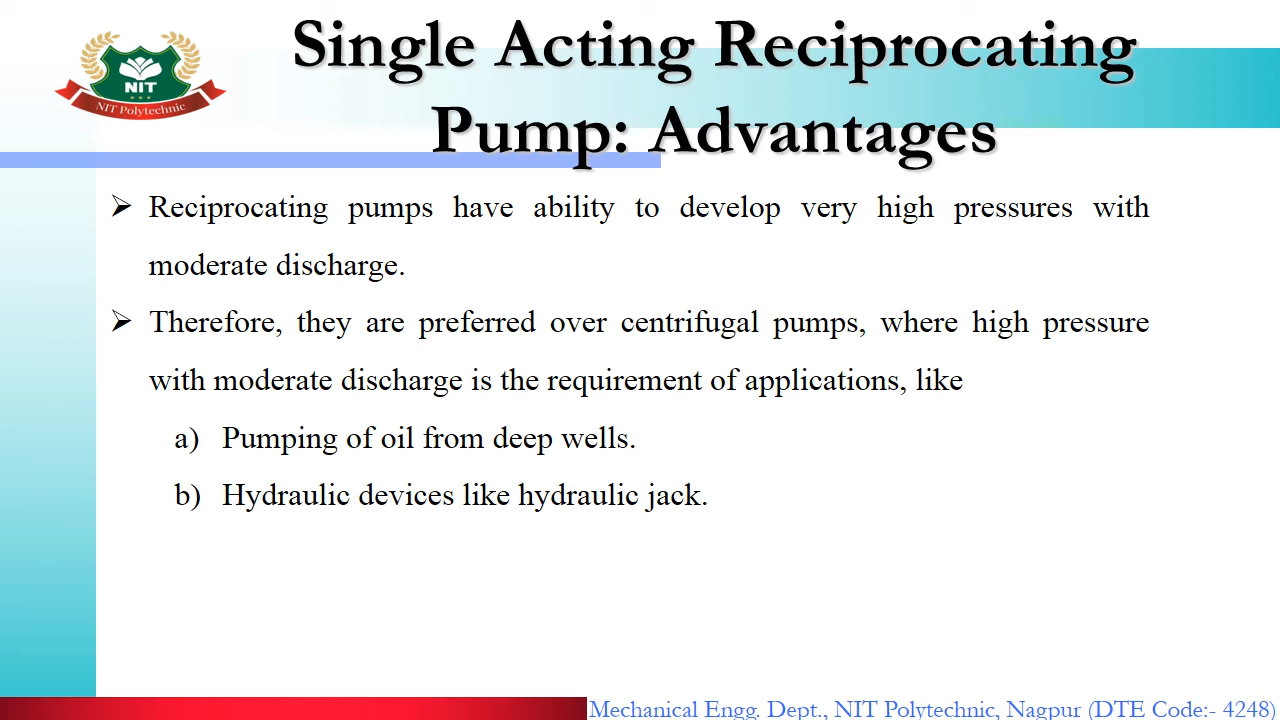 NIT
NIT Polytechnic
Single Acting Reciprocating
Pump: Advantages
➢ Reciprocating pumps have ability to develop very high pressures with
moderate discharge.
➢ Therefore, they are preferred over centrifugal pumps, where high pressure
with moderate discharge is the requirement of applications, like
a) Pumping of oil from deep wells.
b) Hydraulic devices like hydraulic jack.
Mechanical Engg. Dept., NIT Polytechnic, Nagpur (DTE Code:- 4248)